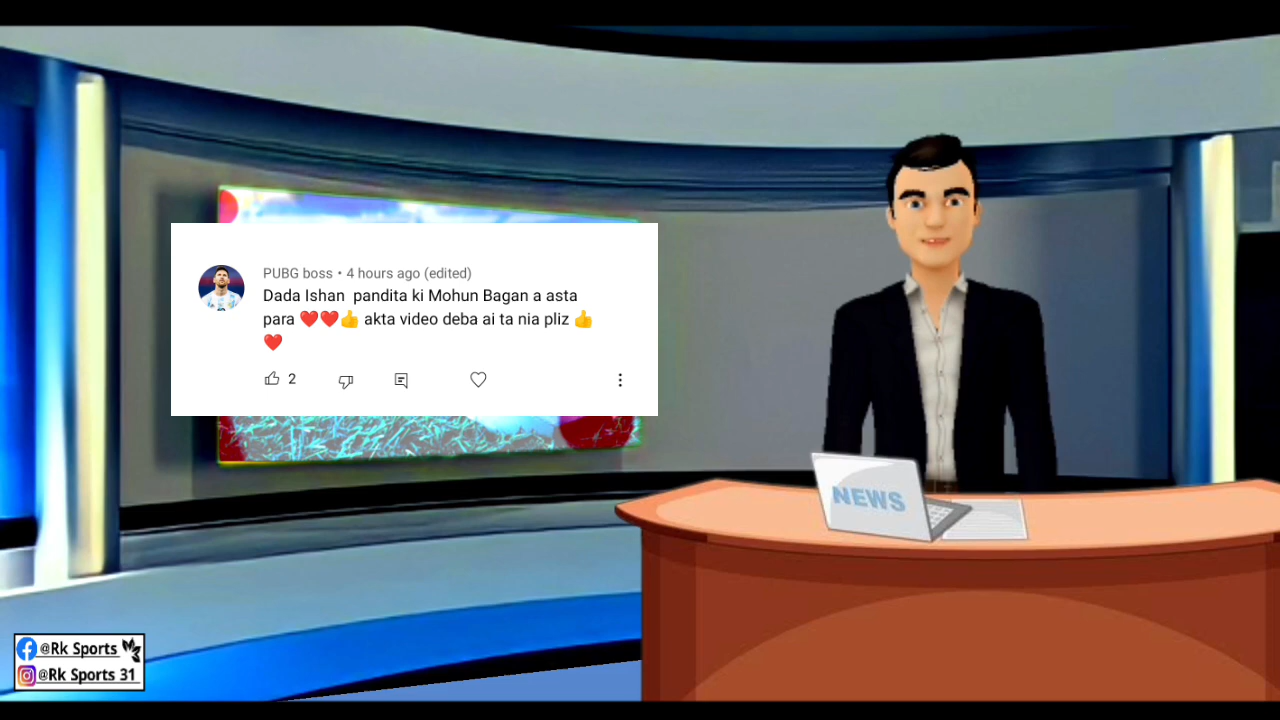 PUBG boss • 4 hours ago (edited)
Dada Ishan pandita ki Mohun Bagan a asta
para ❤️❤️👍 akta video deba ai ta nia pliz 👍
❤️
2
NEWS
@Rk Sports
@Rk Sports 31